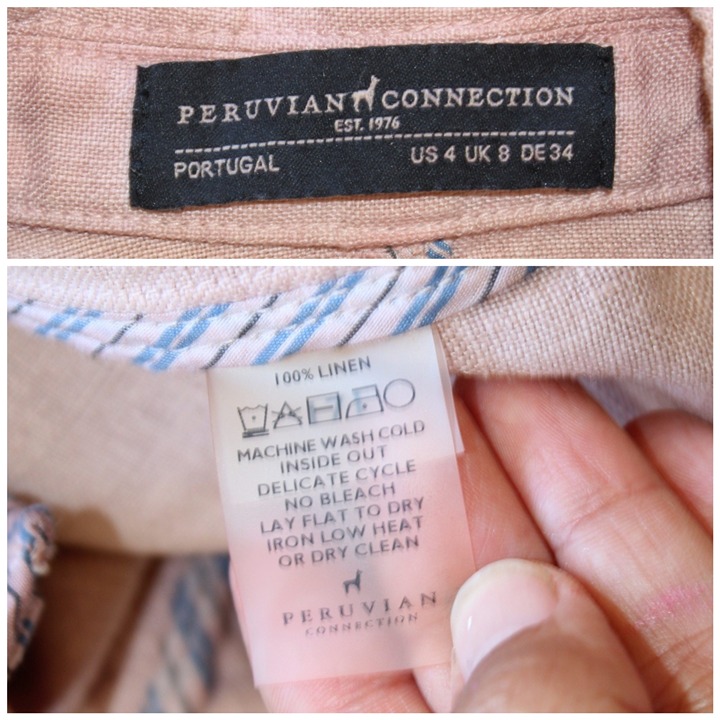 PERUVIAN CONNECTION
EST. 1976
PORTUGAL US 4 UK 8 DE 34
100% LINEN
MACHINE WASH COLD
INSIDE OUT
DELICATE CYCLE
NO BLEACH
LAY FLAT TO DRY
IRON LOW HEAT
OR DRY CLEAN
PERUVIAN
CONNECTION